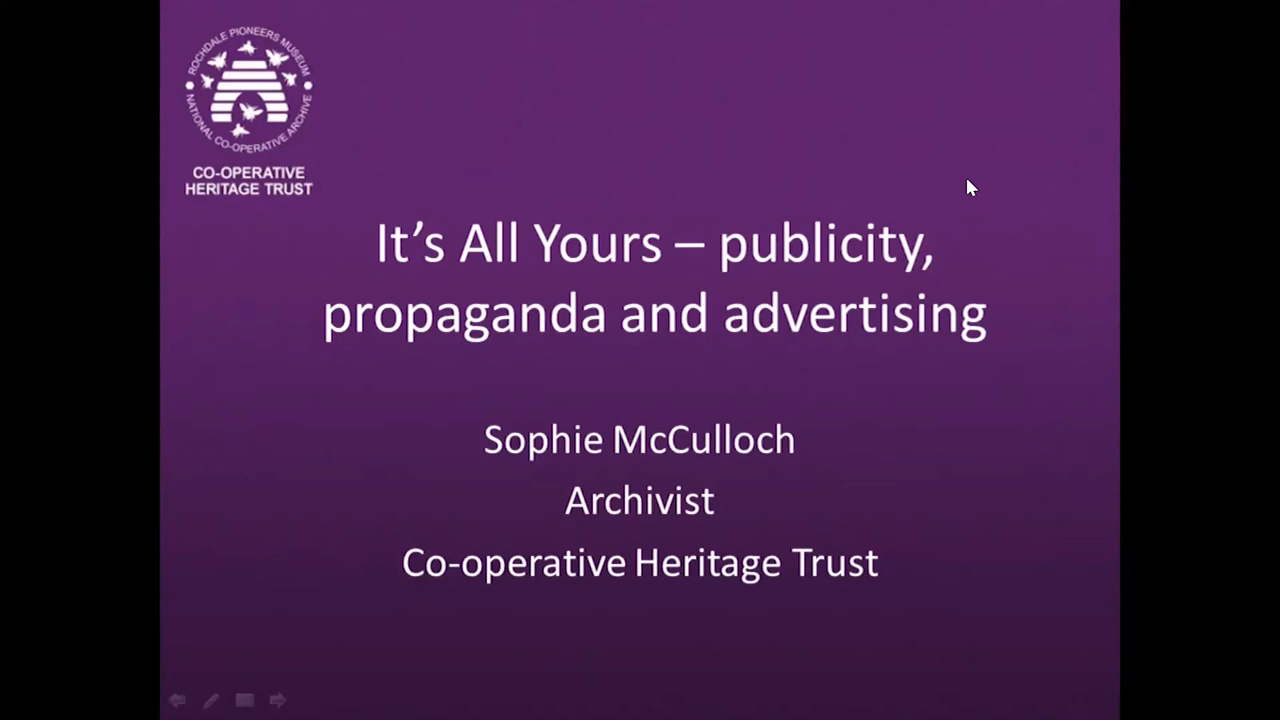 ROCHDALE PIONEERS MUSEUM
NATIONAL CO-OPERATIVE ARCHIVE
CO-OPERATIVE
HERITAGE TRUST
It’s All Yours – publicity,
propaganda and advertising
Sophie McCulloch
Archivist
Co-operative Heritage Trust